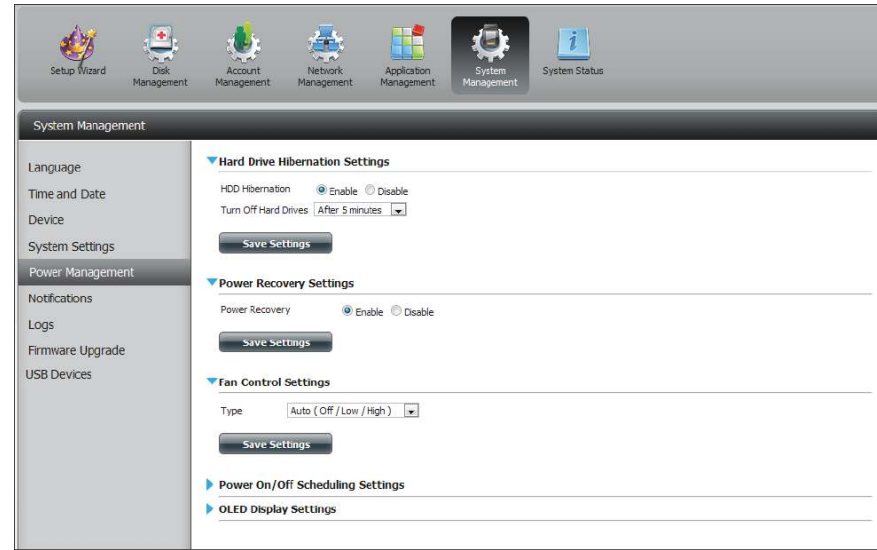 Setup Wizard
Disk Management
Account Management
Network Management
Application Management
System Management
System Status
System Management
Language
Time and Date
Device
System Settings
Power Management
Notifications
Logs
Firmware Upgrade
USB Devices
Hard Drive Hibernation Settings
HDD Hibernation Enable Disable
Turn Off Hard Drives After 5 minutes
Save Settings
Power Recovery Settings
Power Recovery Enable Disable
Save Settings
Fan Control Settings
Type Auto ( Off / Low / High )
Save Settings
Power On/Off Scheduling Settings
OLED Display Settings